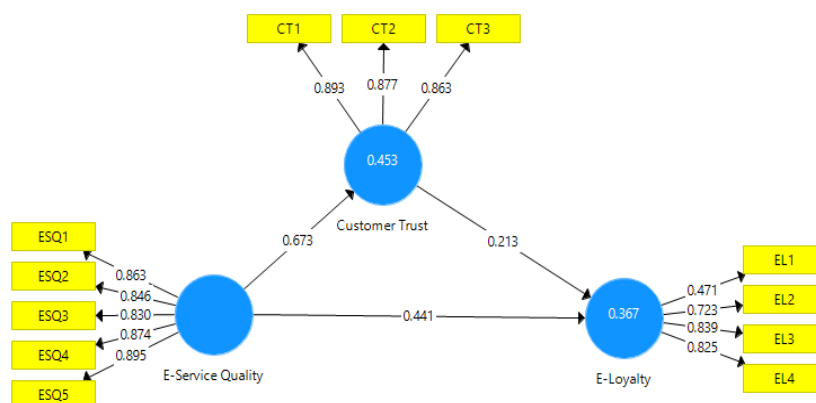 CT1 CT2 CT3
0.893 0.877 0.863
0.453
Customer Trust
0.673 0.213
ESQ1
ESQ2
ESQ3
ESQ4
ESQ5
0.863
0.846
0.830
0.874
0.895
E-Service Quality
0.441
0.367
E-Loyalty
0.471
0.723
0.839
0.825
EL1
EL2
EL3
EL4